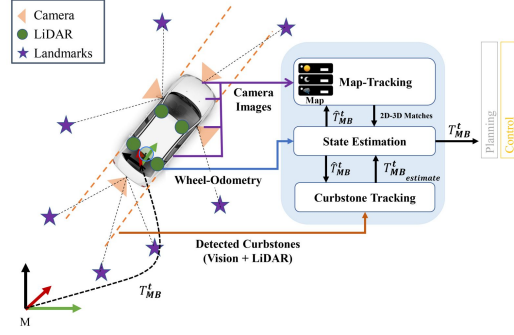 Camera
LiDAR
Landmarks
Camera
Images
Wheel-Odometry
Detected Curbstones
(Vision + LiDAR)
T^t_MB
M
Map-Tracking
Map
T̂^t_MB
2D-3D Matches
State Estimation
T̂^t_MB
T^t_MB estimate
Curbstone Tracking
T^t_MB
Planning
Control